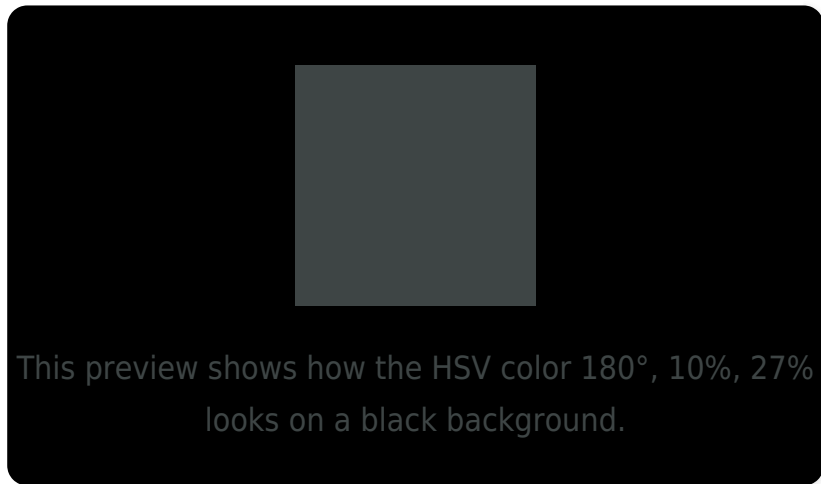 This preview shows how the HSV color 180°, 10%, 27%
looks on a black background.